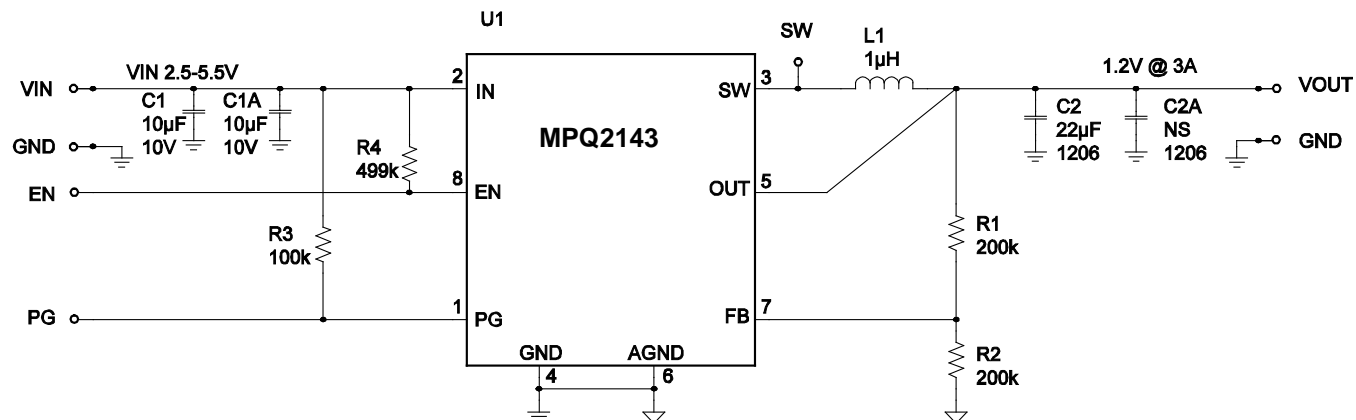 U1
SW
L1
1µH
VIN
VIN 2.5-5.5V
2
IN
SW
3
1.2V @ 3A
VOUT
C1
10µF
10V
C1A
10µF
10V
C2
22µF
1206
C2A
NS
1206
MPQ2143
GND
GND
R4
499k
EN
8
EN
OUT
5
R3
100k
R1
200k
PG
1
PG
FB
7
GND
AGND
4
6
R2
200k